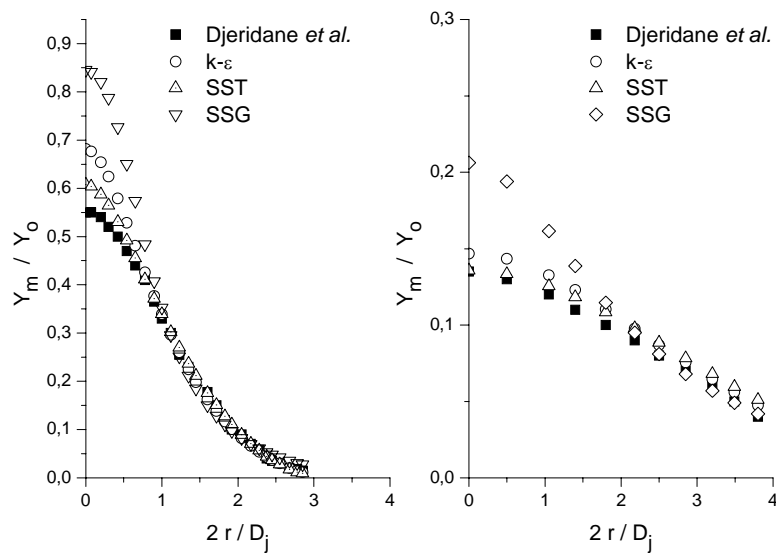 0,9
0,8
0,7
0,6
0,5
0,4
0,3
0,2
0,1
0,0
0 1 2 3 4
Y_m / Y_o
2 r / D_j
Djeridane et al.
k-ε
SST
SSG
0,3
0,2
0,1
0,0
0 1 2 3 4
Y_m / Y_o
2 r / D_j
Djeridane et al.
k-ε
SST
SSG